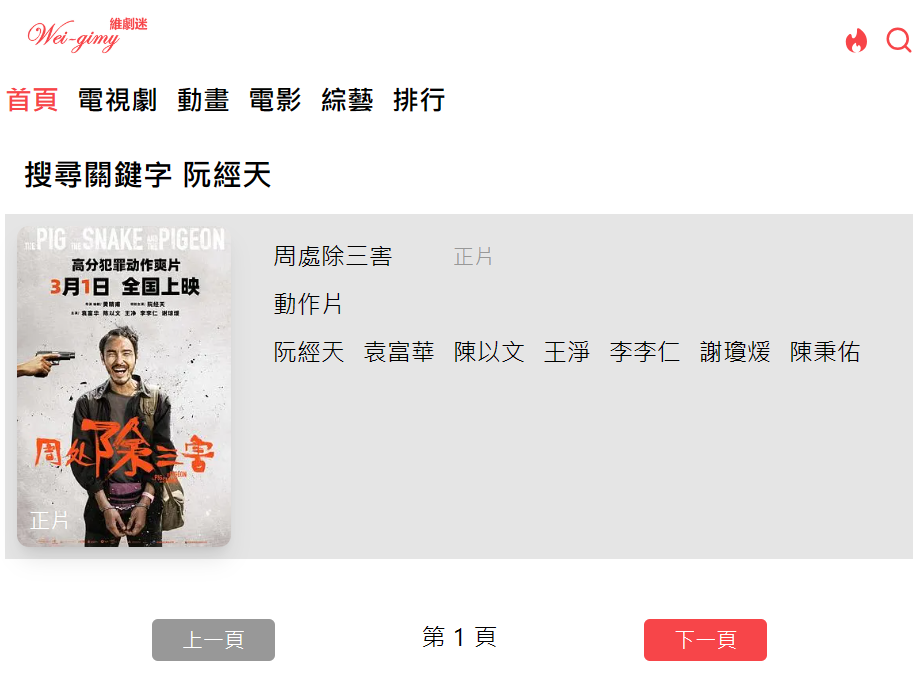 維劇迷
Wei-gimy
首頁 電視劇 動畫 電影 綜藝 排行
搜尋關鍵字 阮經天
THE PIG THE SNAKE AND THE PIGEON
高分犯罪动作爽片
3月1日 全国上映
周处除三害
正片
周處除三害 正片
動作片
阮經天 袁富華 陳以文 王淨 李李仁 謝瓊煖 陳秉佑
上一頁 第 1 頁 下一頁